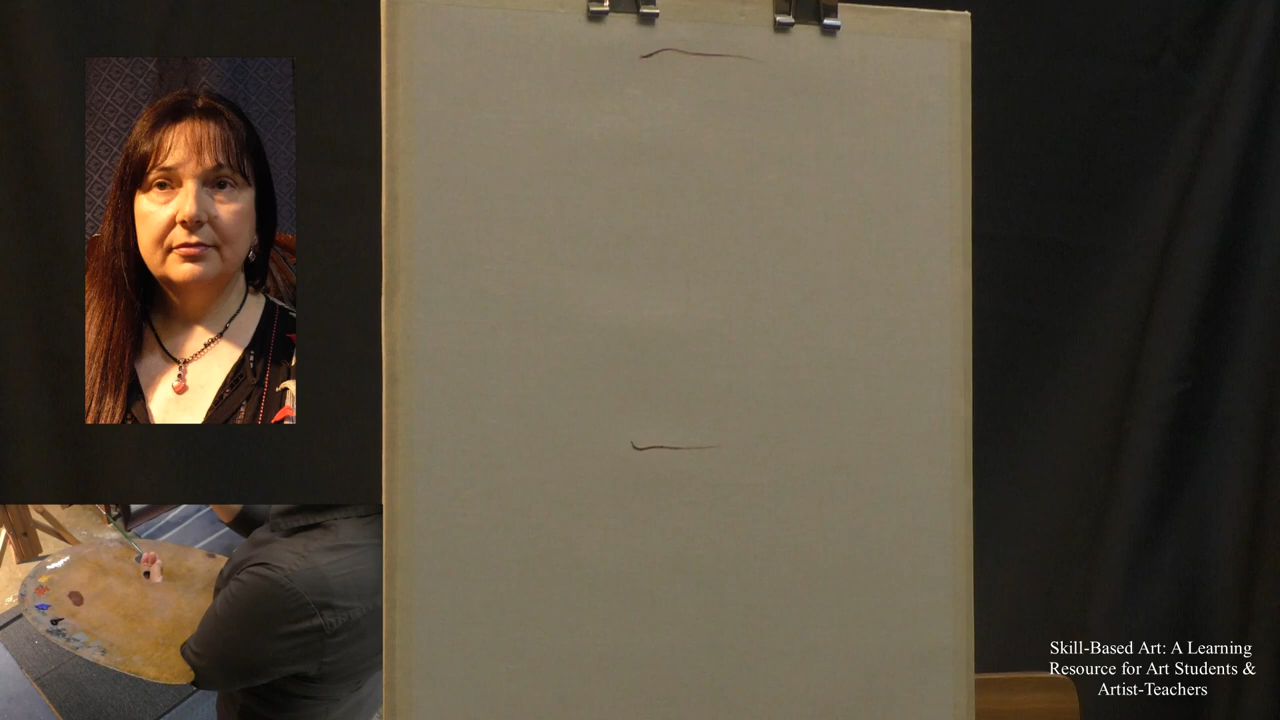 Skill-Based Art: A Learning
Resource for Art Students &
Artist-Teachers